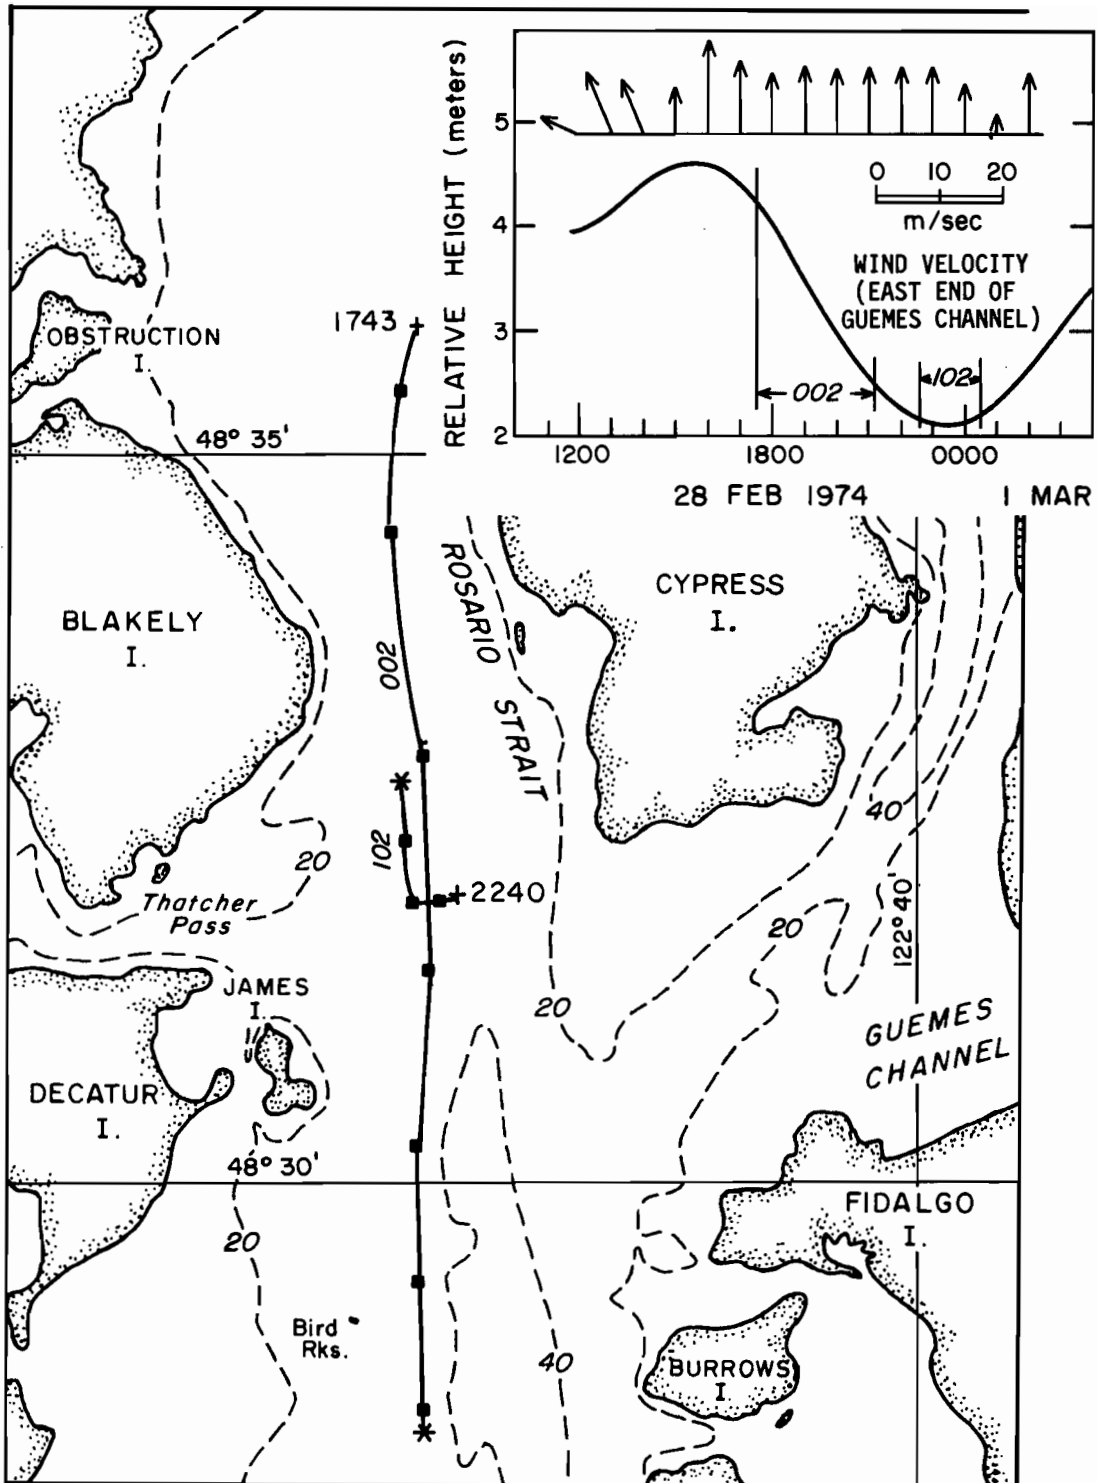 RELATIVE HEIGHT (meters)
5
4
3
2
0 10 20
m/sec
WIND VELOCITY
(EAST END OF
GUEMES CHANNEL)
002
102
1200 1800 0000
28 FEB 1974 1 MAR
OBSTRUCTION
I.
1743
48° 35'
BLAKELY
I.
002
ROSARIO
STRAIT
CYPRESS
I.
102
20
40
Thatcher
Pass
2240
20
122° 40'
JAMES
I.
20
GUEMES
CHANNEL
DECATUR
I.
48° 30'
FIDALGO
I.
20
Bird
Rks.
40
BURROWS
I